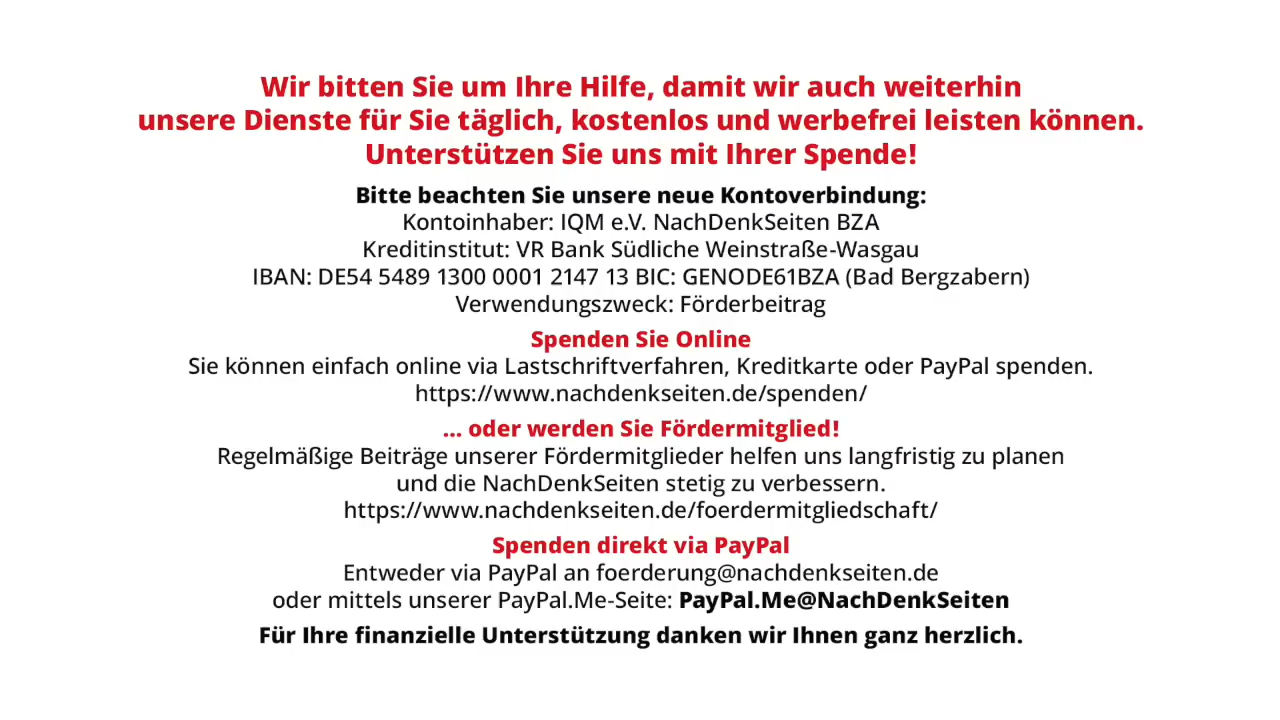 Wir bitten Sie um Ihre Hilfe, damit wir auch weiterhin
unsere Dienste für Sie täglich, kostenlos und werbefrei leisten können.
Unterstützen Sie uns mit Ihrer Spende!
Bitte beachten Sie unsere neue Kontoverbindung:
Kontoinhaber: IQM e.V. NachDenkSeiten BZA
Kreditinstitut: VR Bank Südliche Weinstraße-Wasgau
IBAN: DE54 5489 1300 0001 2147 13 BIC: GENODE61BZA (Bad Bergzabern)
Verwendungszweck: Förderbeitrag
Spenden Sie Online
Sie können einfach online via Lastschriftverfahren, Kreditkarte oder PayPal spenden.
https://www.nachdenkseiten.de/spenden/
... oder werden Sie Fördermitglied!
Regelmäßige Beiträge unserer Fördermitglieder helfen uns langfristig zu planen
und die NachDenkSeiten stetig zu verbessern.
https://www.nachdenkseiten.de/foerdermitgliedschaft/
Spenden direkt via PayPal
Entweder via PayPal an foerderung@nachdenkseiten.de
oder mittels unserer PayPal.Me-Seite: PayPal.Me@NachDenkSeiten
Für Ihre finanzielle Unterstützung danken wir Ihnen ganz herzlich.